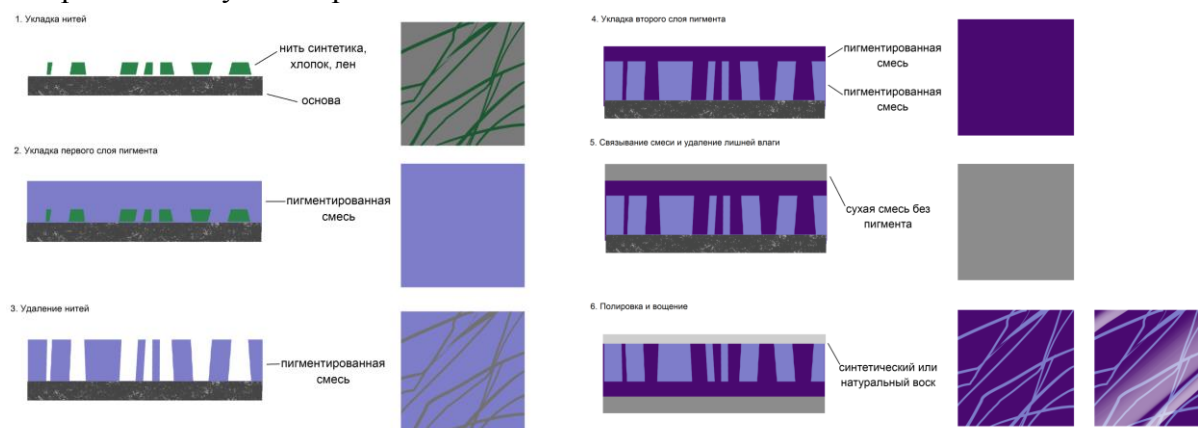 1. Укладка нитей
нить синтетика,
хлопок, лен
основа
2. Укладка первого слоя пигмента
пигментированная
смесь
3. Удаление нитей
пигментированная
смесь
4. Укладка второго слоя пигмента
пигментированная
смесь
пигментированная
смесь
5. Связывание смеси и удаление лишней влаги
сухая смесь без
пигмента
6. Полировка и вощение
синтетический или
натуральный воск